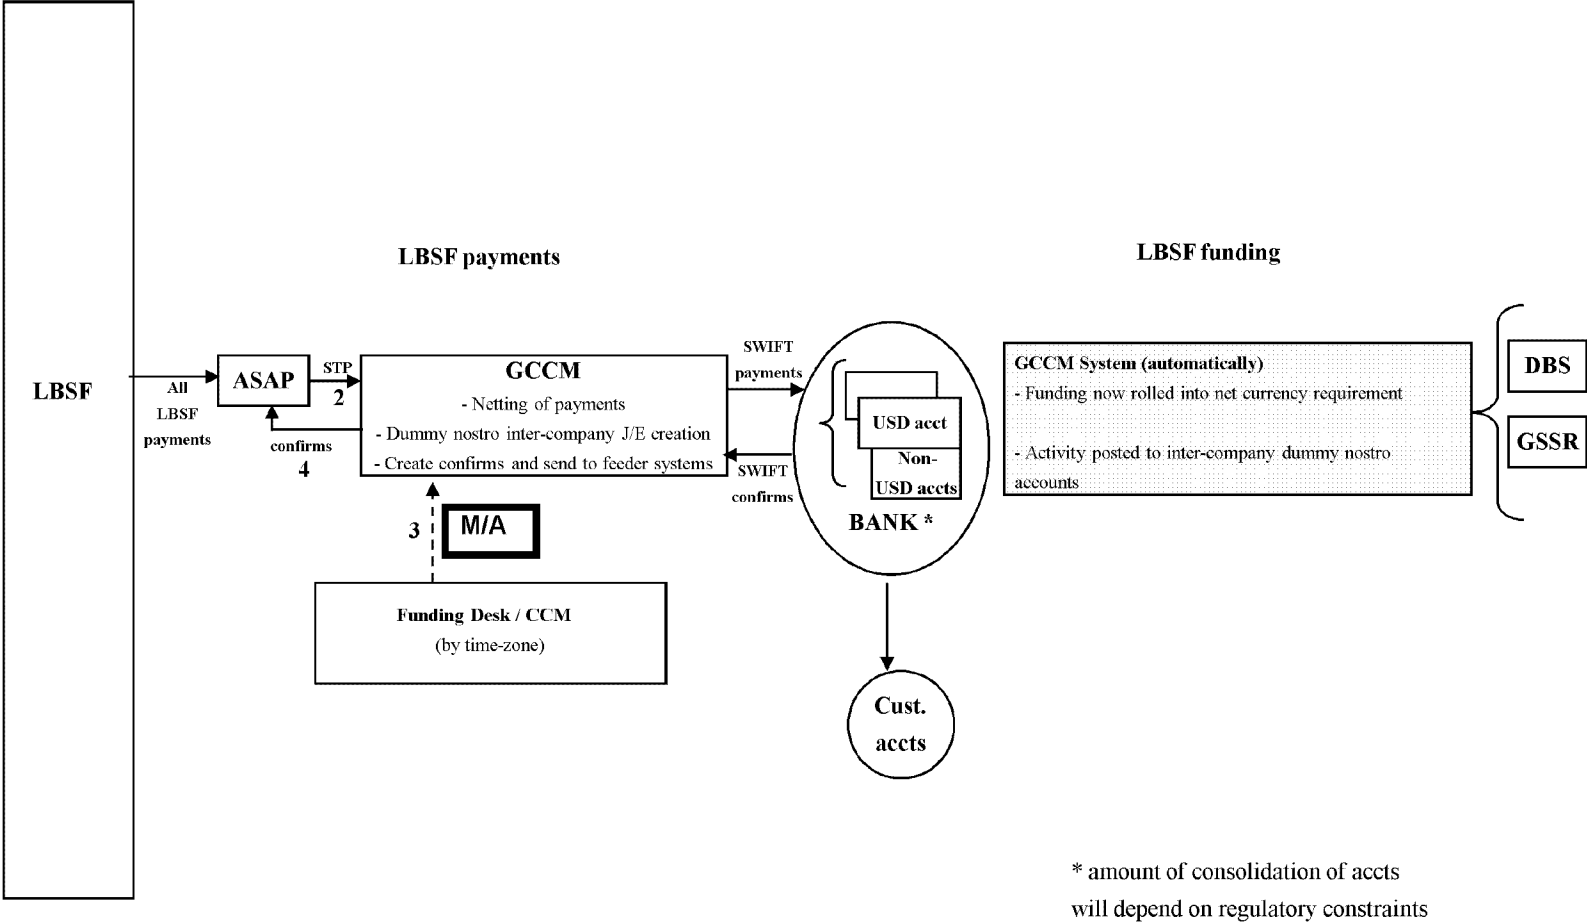 LBSF payments
LBSF funding
LBSF
All
LBSF
payments
ASAP
STP
2
confirms
4
GCCM
- Netting of payments
- Dummy nostro inter-company J/E creation
- Create confirms and send to feeder systems
3
M/A
Funding Desk / CCM
(by time-zone)
SWIFT
payments
SWIFT
confirms
USD acct
Non-
USD accts
BANK *
Cust.
accts
GCCM System (automatically)
- Funding now rolled into net currency requirement
- Activity posted to inter-company dummy nostro
accounts
DBS
GSSR
* amount of consolidation of accts
will depend on regulatory constraints